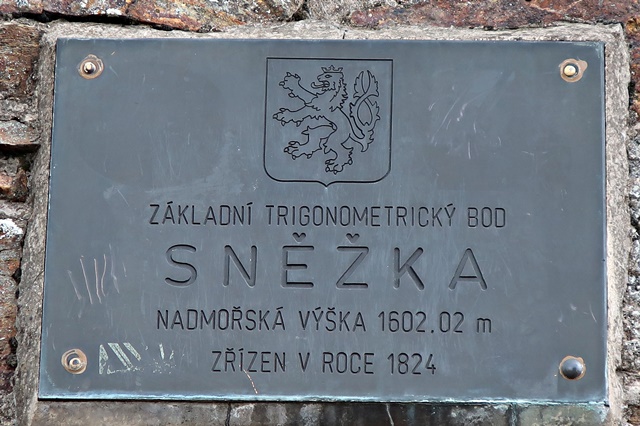 ZÁKLADNÍ TRIGONOMETRICKÝ BOD
SNĚŽKA
NADMOŘSKÁ VÝŠKA 1602.02 m
ZŘÍZEN V ROCE 1824